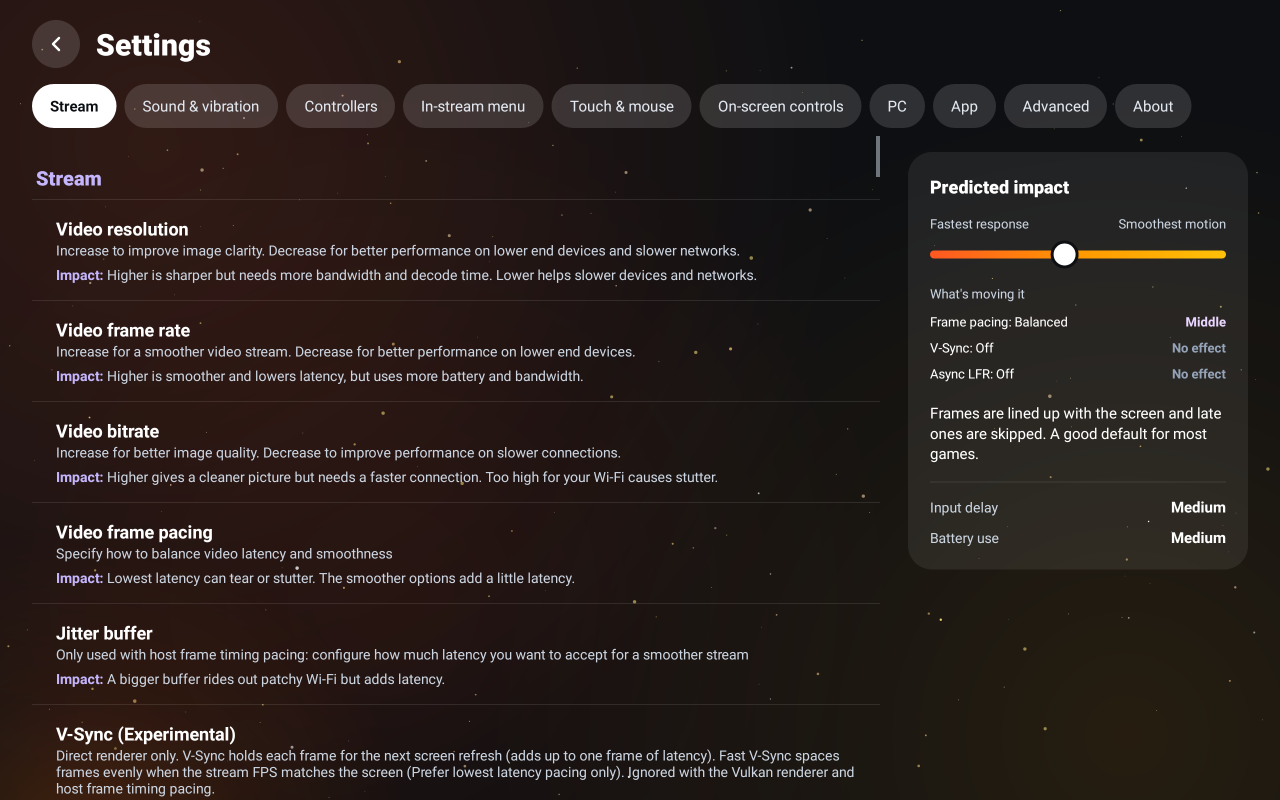 Settings
Stream
Sound & vibration
Controllers
In-stream menu
Touch & mouse
On-screen controls
PC
App
Advanced
About
Stream
Video resolution
Increase to improve image clarity. Decrease for better performance on lower end devices and slower networks.
Impact: Higher is sharper but needs more bandwidth and decode time. Lower helps slower devices and networks.
Video frame rate
Increase for a smoother video stream. Decrease for better performance on lower end devices.
Impact: Higher is smoother and lowers latency, but uses more battery and bandwidth.
Video bitrate
Increase for better image quality. Decrease to improve performance on slower connections.
Impact: Higher gives a cleaner picture but needs a faster connection. Too high for your Wi-Fi causes stutter.
Video frame pacing
Specify how to balance video latency and smoothness
Impact: Lowest latency can tear or stutter. The smoother options add a little latency.
Jitter buffer
Only used with host frame timing pacing: configure how much latency you want to accept for a smoother stream
Impact: A bigger buffer rides out patchy Wi-Fi but adds latency.
V-Sync (Experimental)
Direct renderer only. V-Sync holds each frame for the next screen refresh (adds up to one frame of latency). Fast V-Sync spaces
frames evenly when the stream FPS matches the screen (Prefer lowest latency pacing only). Ignored with the Vulkan renderer and
host frame timing pacing.
Predicted impact
Fastest response
Smoothest motion
What's moving it
Frame pacing: Balanced
Middle
V-Sync: Off
No effect
Async LFR: Off
No effect
Frames are lined up with the screen and late
ones are skipped. A good default for most
games.
Input delay
Medium
Battery use
Medium